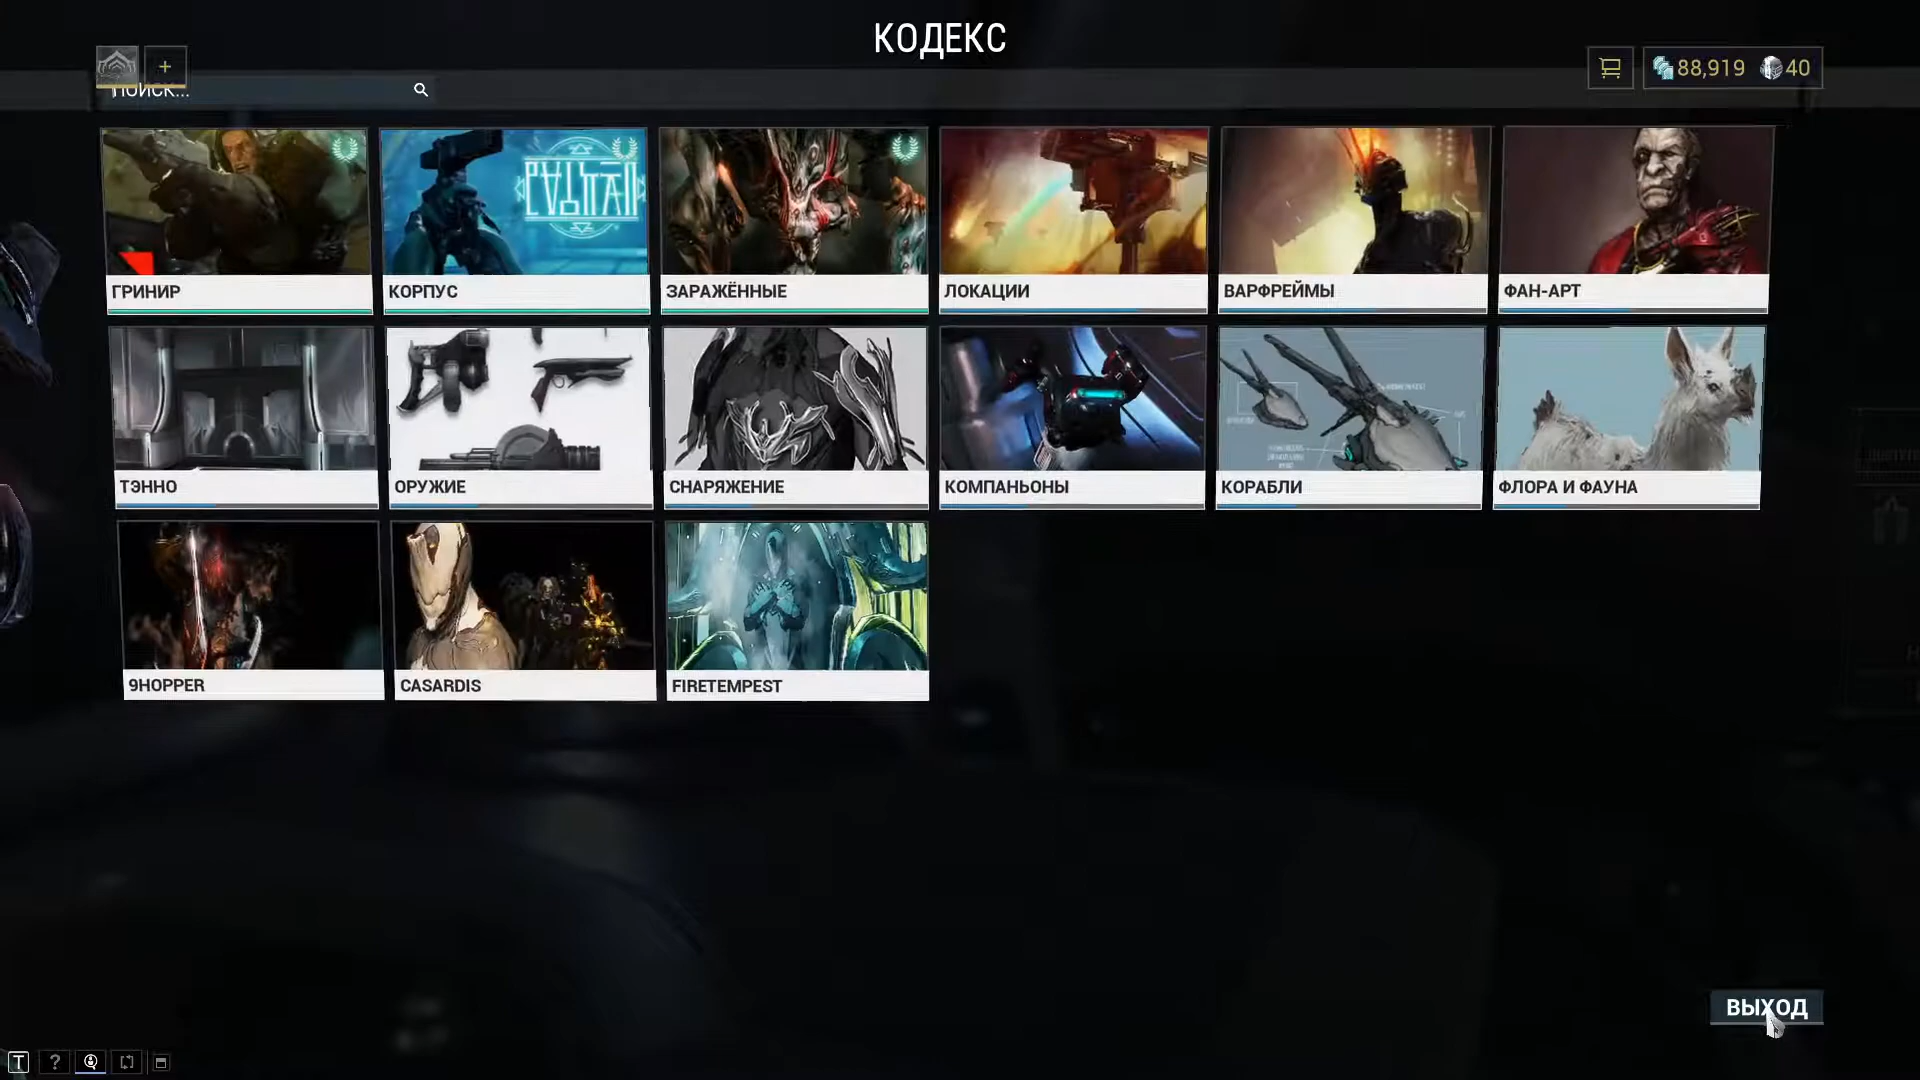 КОДЕКС
+
ПОИСК...
88,919 40
ГРИНИР КОРПУС ЗАРАЖЁННЫЕ ЛОКАЦИИ ВАРФРЕЙМЫ ФАН-АРТ
ТЭННО ОРУЖИЕ СНАРЯЖЕНИЕ КОМПАНЬОНЫ КОРАБЛИ ФЛОРА И ФАУНА
9HOPPER CASARDIS FIRETEMPEST
ВЫХОД
T ?